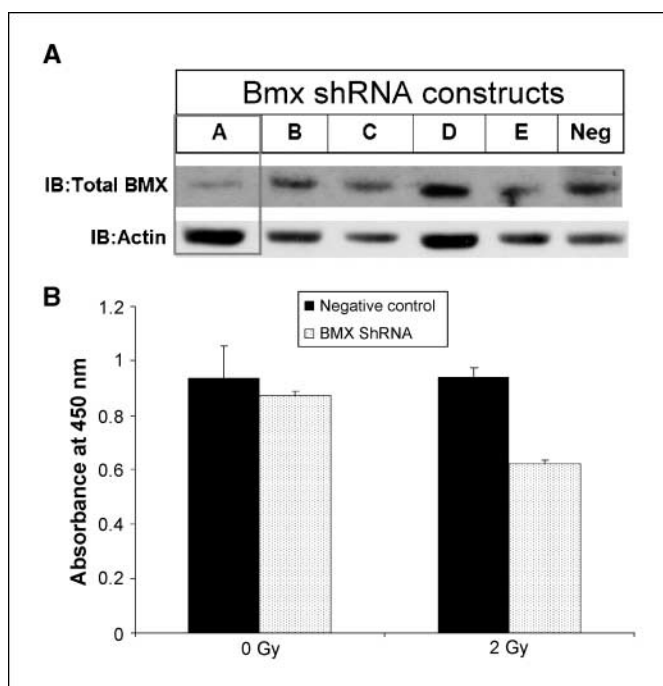 A
Bmx shRNA constructs
A B C D E Neg
IB:Total BMX
IB:Actin
B
1.2
1
0.8
0.6
0.4
0.2
0
Absorbance at 450 nm
Negative control
BMX ShRNA
0 Gy 2 Gy